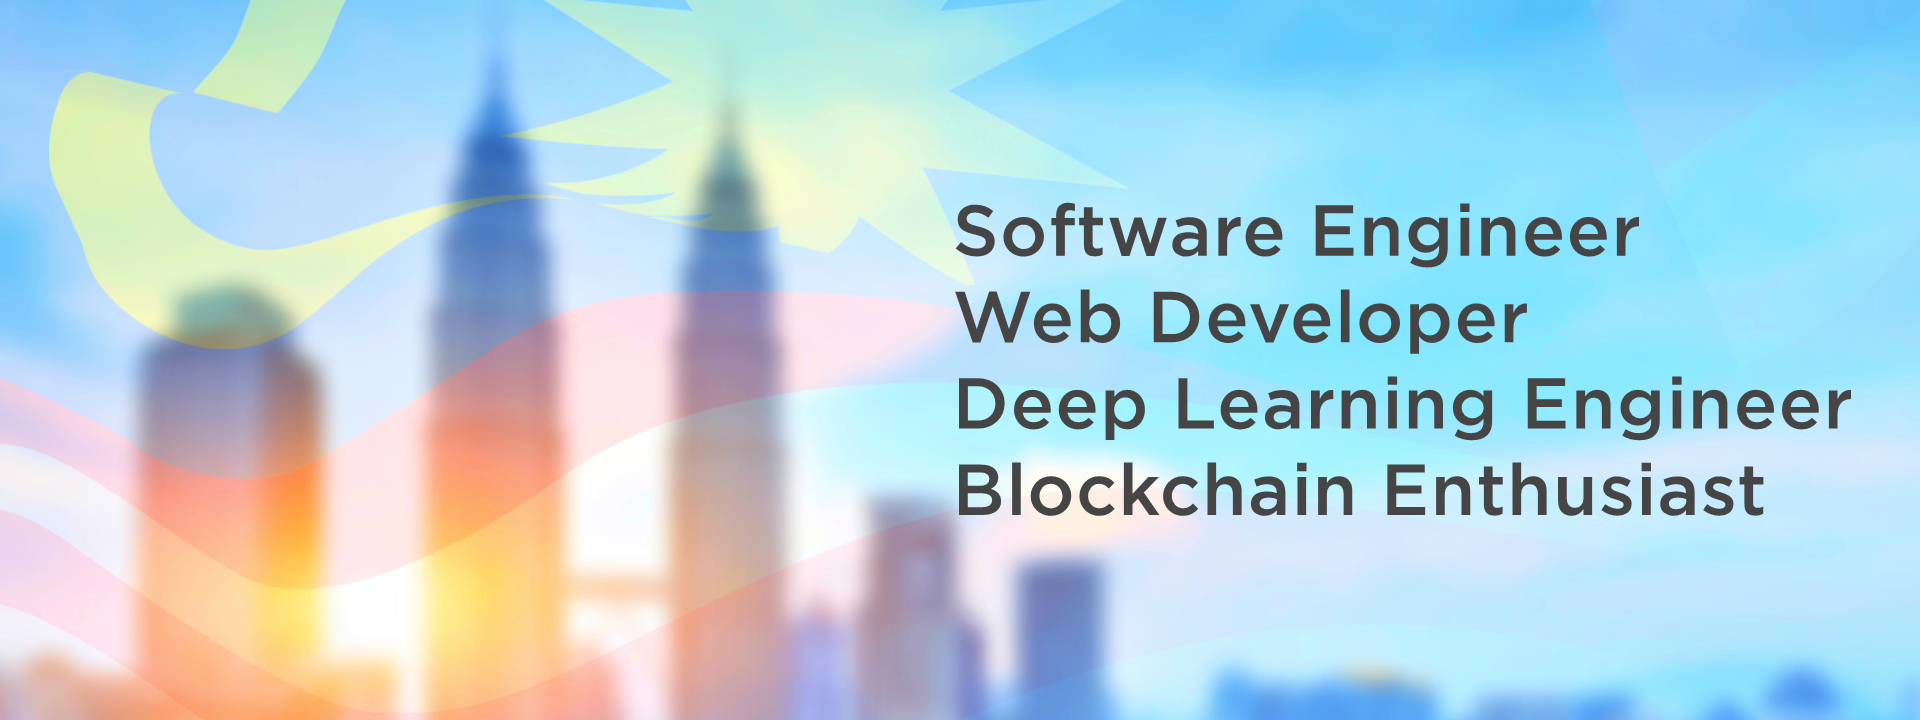 Software Engineer
Web Developer
Deep Learning Engineer
Blockchain Enthusiast